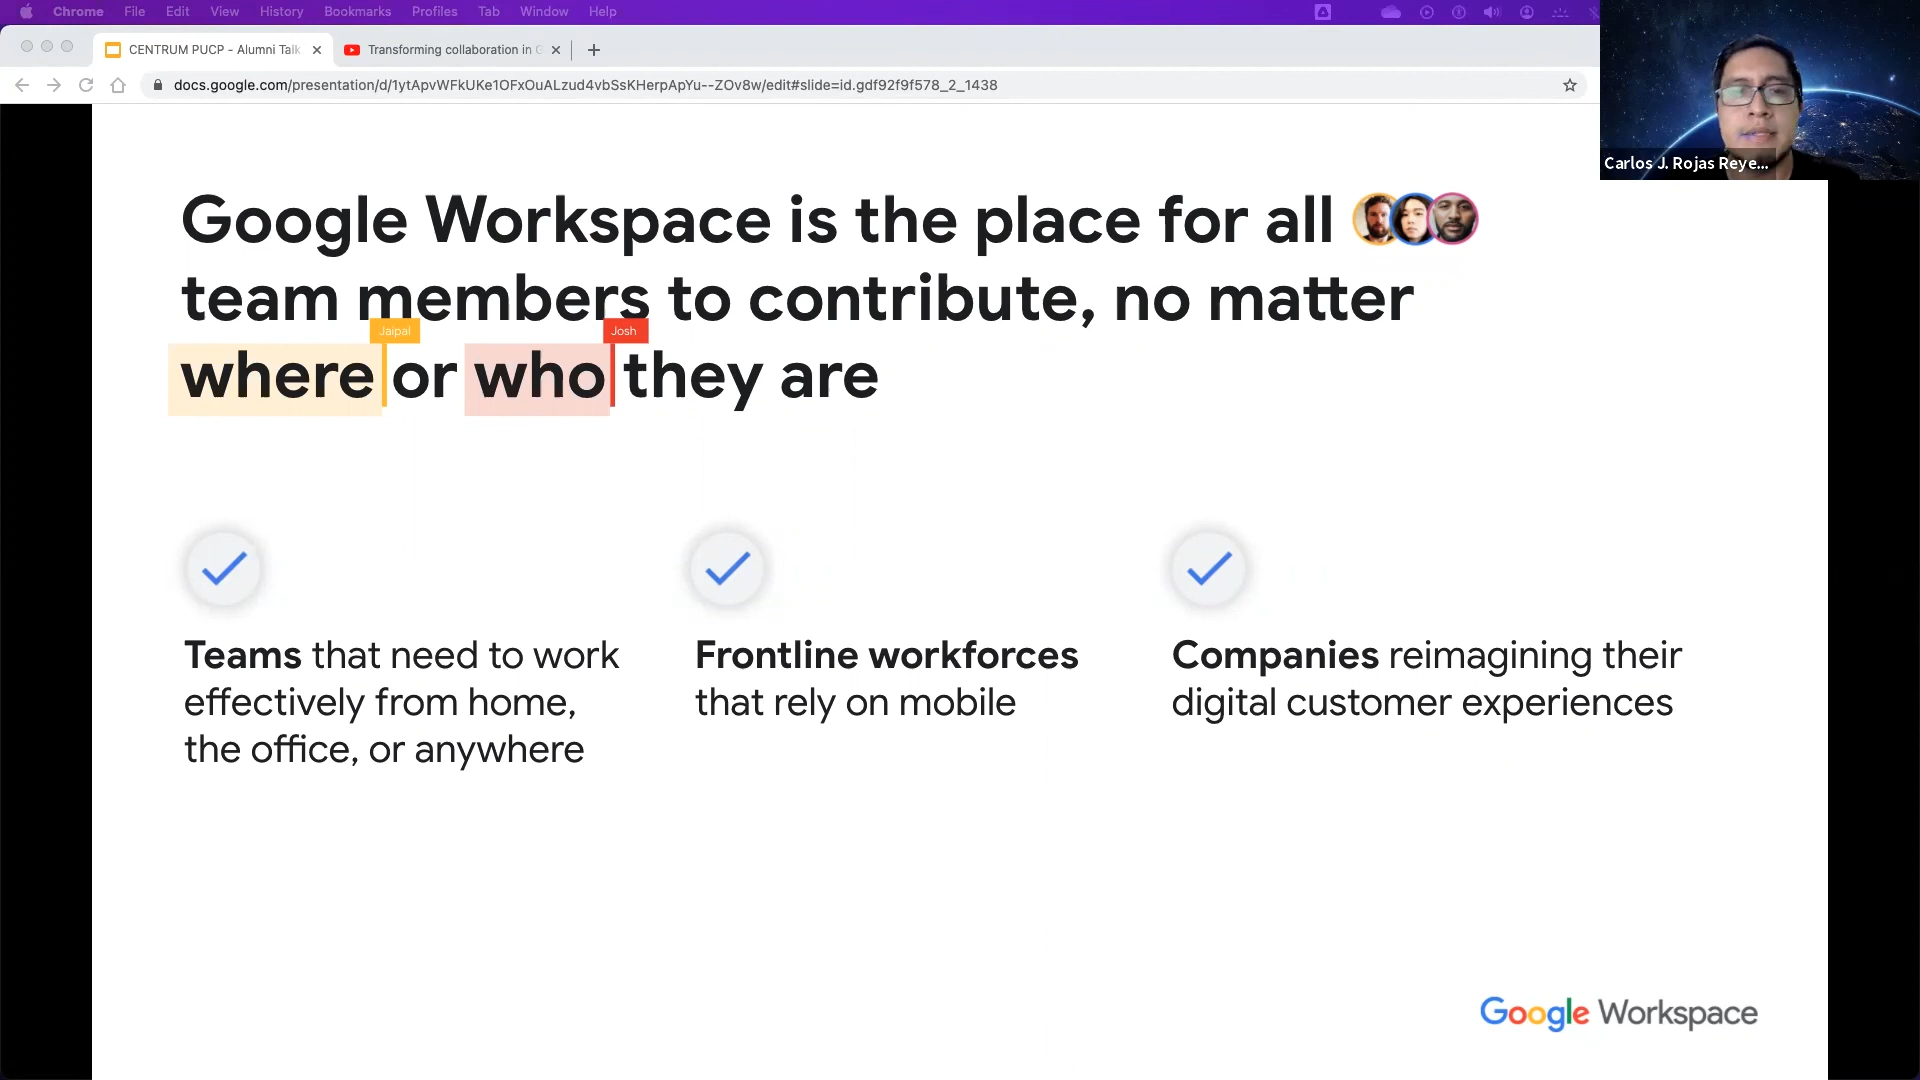 Chrome File Edit View History Bookmarks Profiles Tab Window Help
CENTRUM PUCP - Alumni Talk
Transforming collaboration in G
docs.google.com/presentation/d/1ytApvWFkUKe1OFxOuALzud4vbSsKHerpApYu--ZOv8w/edit#slide=id.gdf92f9f578_2_1438
Carlos J. Rojas Reye...
Google Workspace is the place for all
team members to contribute, no matter
Jaipal
Josh
where or who they are
Teams that need to work
effectively from home,
the office, or anywhere
Frontline workforces
that rely on mobile
Companies reimagining their
digital customer experiences
Google Workspace